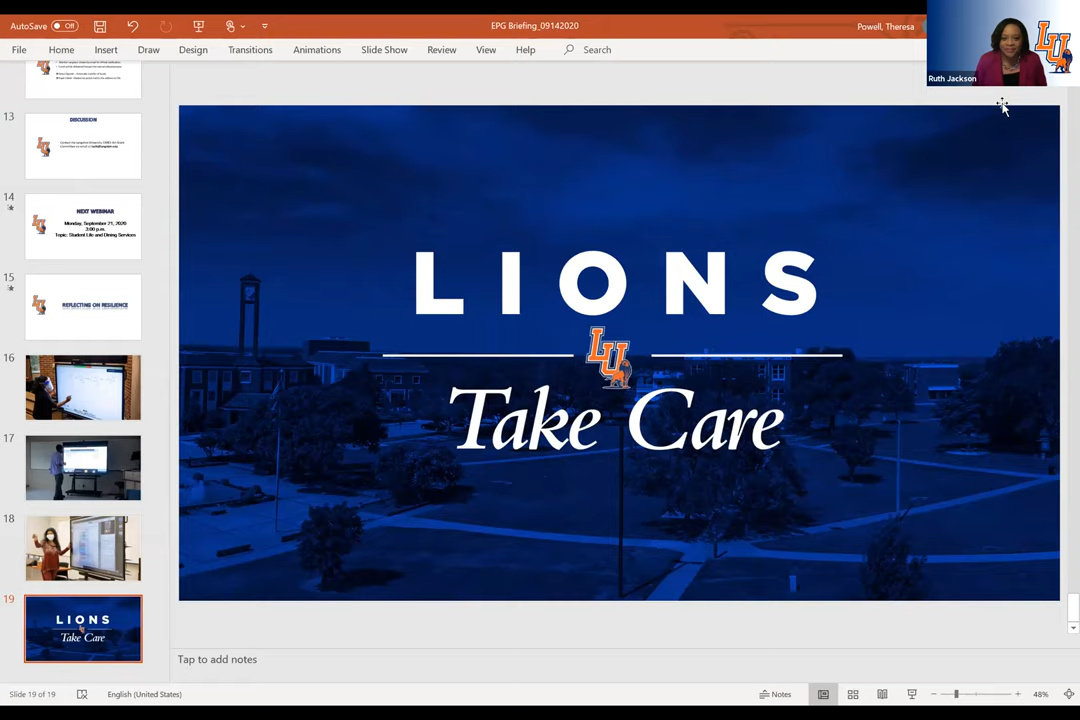 AutoSave Off
EPG Briefing_09142020
Powell, Theresa
File Home Insert Draw Design Transitions Animations Slide Show Review View Help Search
Ruth Jackson
LU
13
DISCUSSION
14
NEXT WEBINAR
Monday, September 21, 2020
3:00 p.m.
Topic: Student Life and Dining Services
15
REFLECTING ON RESILIENCE
16
17
18
19
LIONS
Take Care
LIONS
LU
Take Care
Tap to add notes
Slide 19 of 19
English (United States)
Notes
48%